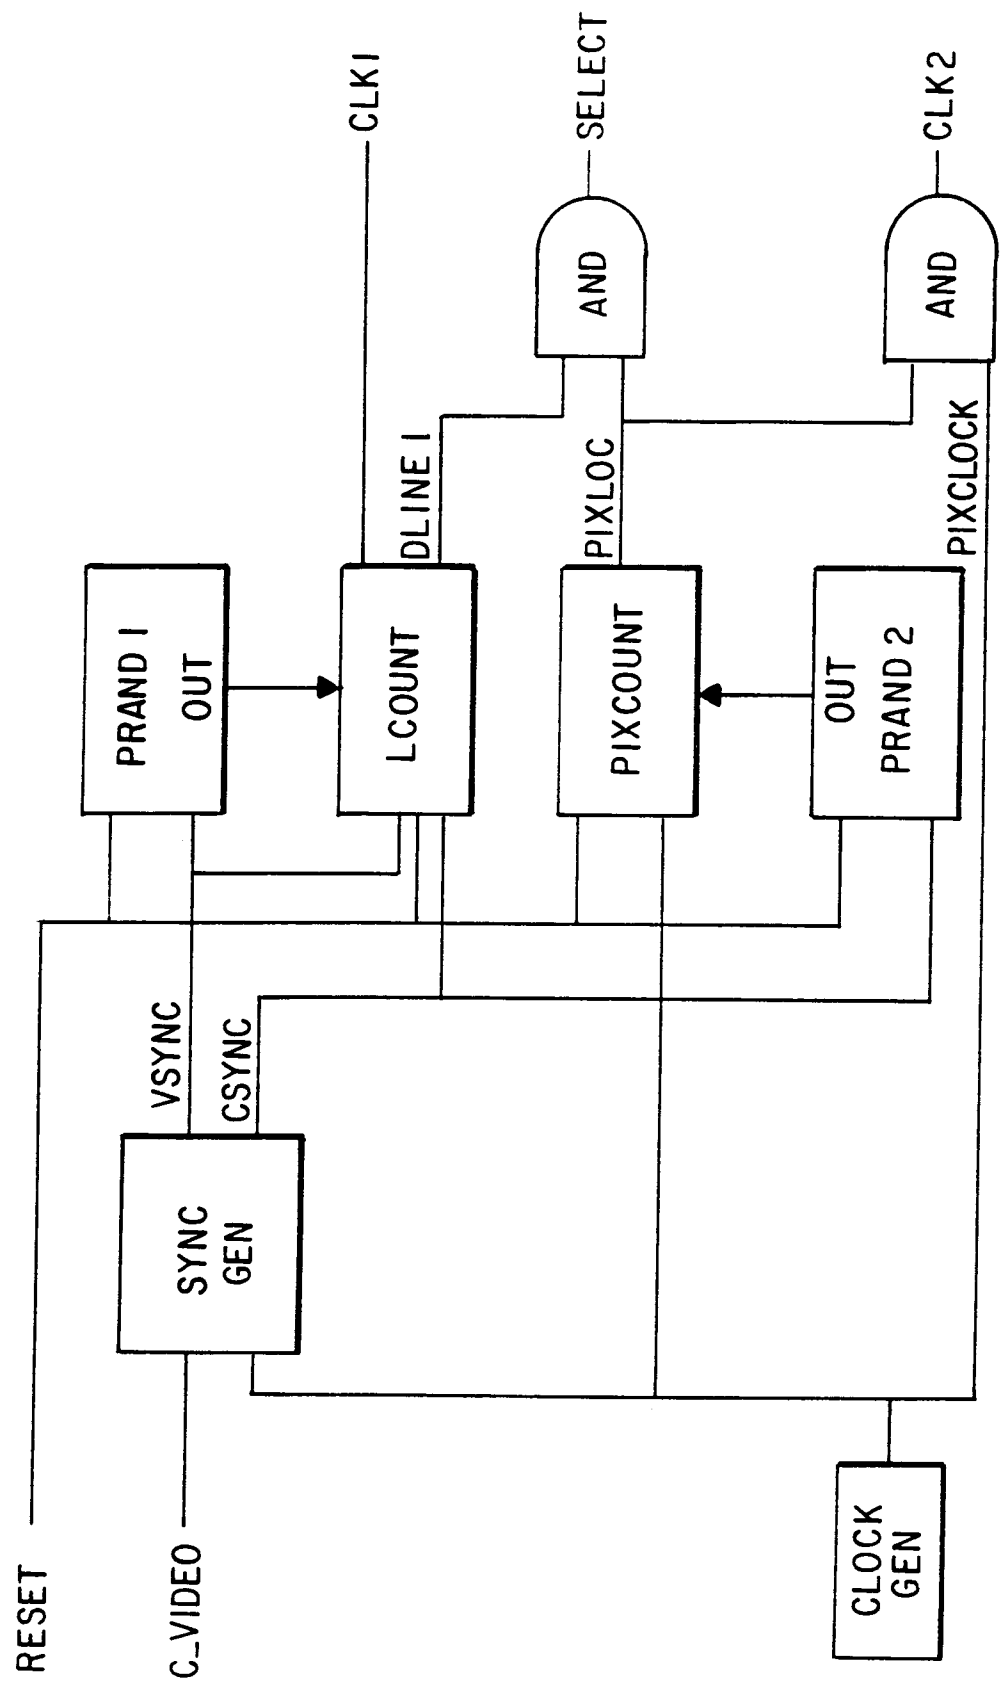 RESET
C_VIDEO
CLOCK
GEN
SYNC
GEN
VSYNC
CSYNC
PRAND 1
OUT
LCOUNT
PIXCOUNT
OUT
PRAND 2
DLINE 1
PIXLOC
PIXCLOCK
AND
AND
CLK1
SELECT
CLK2